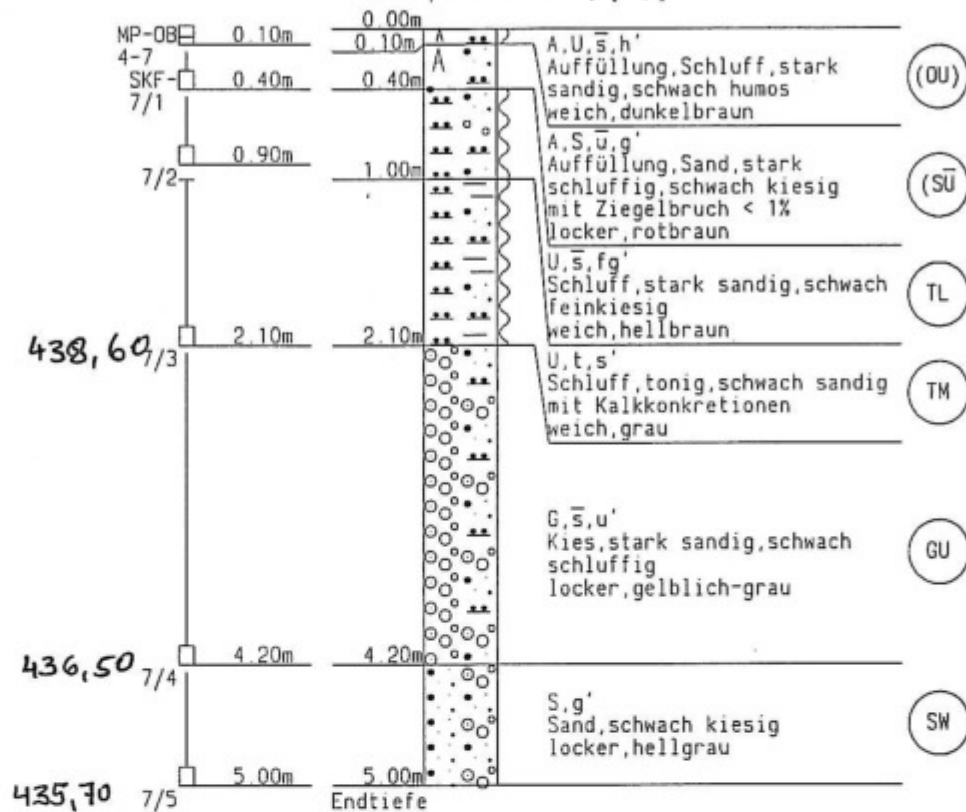 0.00m
MP-OB 0.10m 0.10m
4-7
SKF- 0.40m 0.40m
7/1
0.90m
7/2 1.00m
438,60 7/3 2.10m 2.10m
436,50 7/4 4.20m 4.20m
435,70 7/5 5.00m 5.00m
Endtiefe
A,U,s̅,h'
Auffüllung,Schluff,stark
sandig,schwach humos
weich,dunkelbraun
(OU)
A,S,u̅,g'
Auffüllung,Sand,stark
schluffig,schwach kiesig
mit Ziegelbruch < 1%
locker,rotbraun
(SU̅
U,s̅,fg'
Schluff,stark sandig,schwach
feinkiesig
weich,hellbraun
TL
U,t,s'
Schluff,tonig,schwach sandig
mit Kalkkonkretionen
weich,grau
TM
G,s̅,u'
Kies,stark sandig,schwach
schluffig
locker,gelblich-grau
GU
S,g'
Sand,schwach kiesig
locker,hellgrau
SW